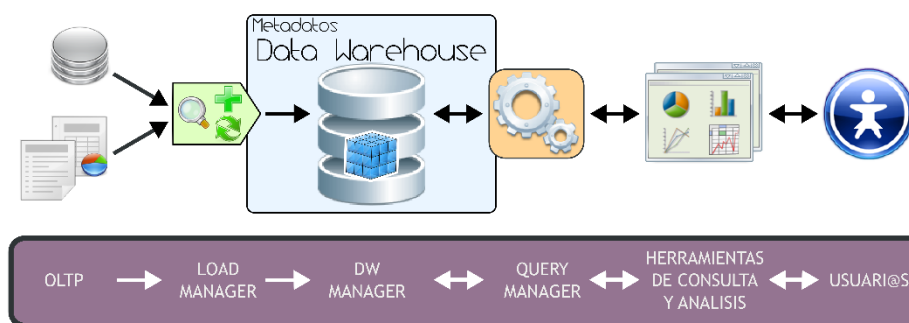 Metadatos
Data Warehouse
OLTP
LOAD
MANAGER
DW
MANAGER
QUERY
MANAGER
HERRAMIENTAS
DE CONSULTA
Y ANALISIS
USUARI@S